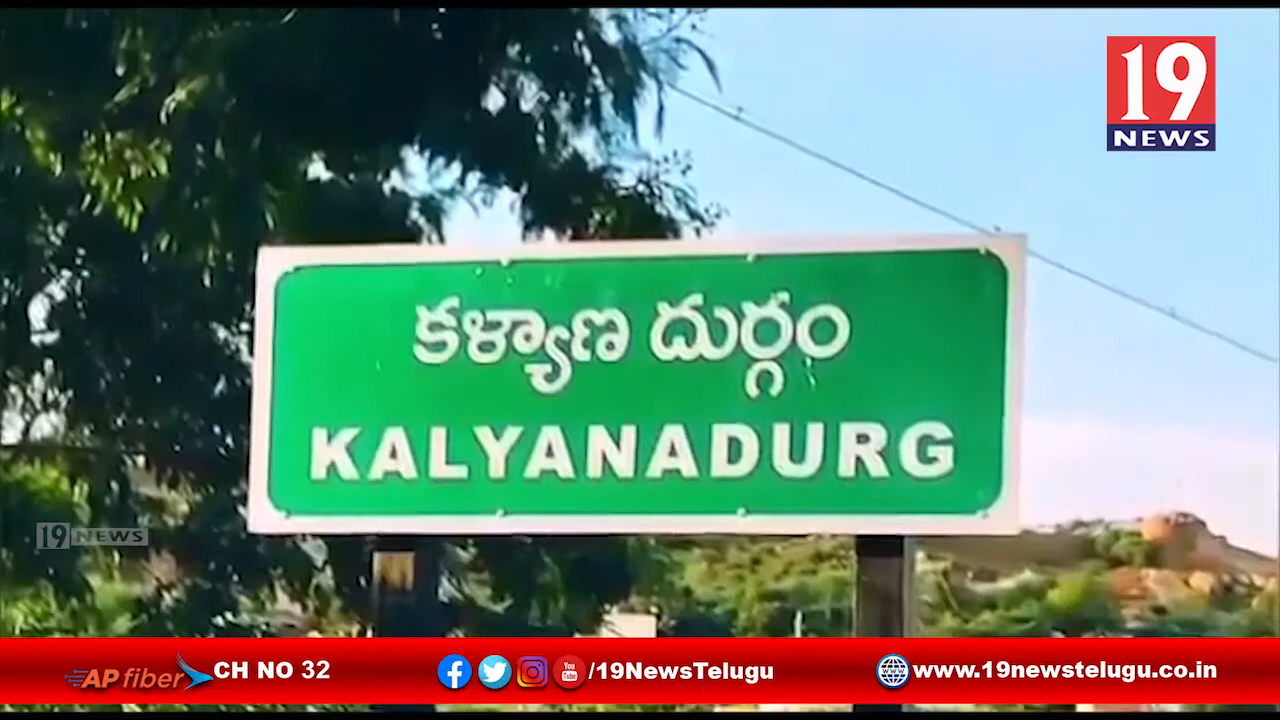 19
NEWS
కళ్యాణ దుర్గం
KALYANADURG
19 NEWS
AP fiber CH NO 32 /19NewsTelugu www.19newstelugu.co.in